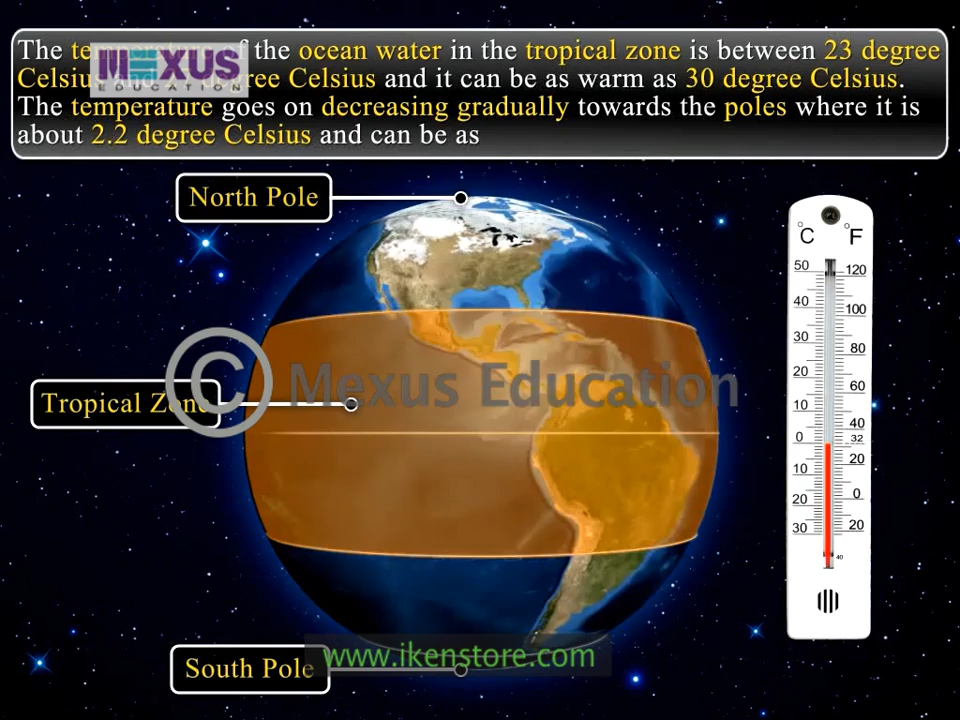 The temperature of the ocean water in the tropical zone is between 23 degree
Celsius and degree Celsius and it can be as warm as 30 degree Celsius.
The temperature goes on decreasing gradually towards the poles where it is
about 2.2 degree Celsius and can be as
MEXUS
EDUCATION
North Pole
°C °F
50 120
40 100
30 80
20 60
10 40
0 32
10 20
20 0
30 20
40
Tropical Zone
© Mexus Education
South Pole
www.ikenstore.com